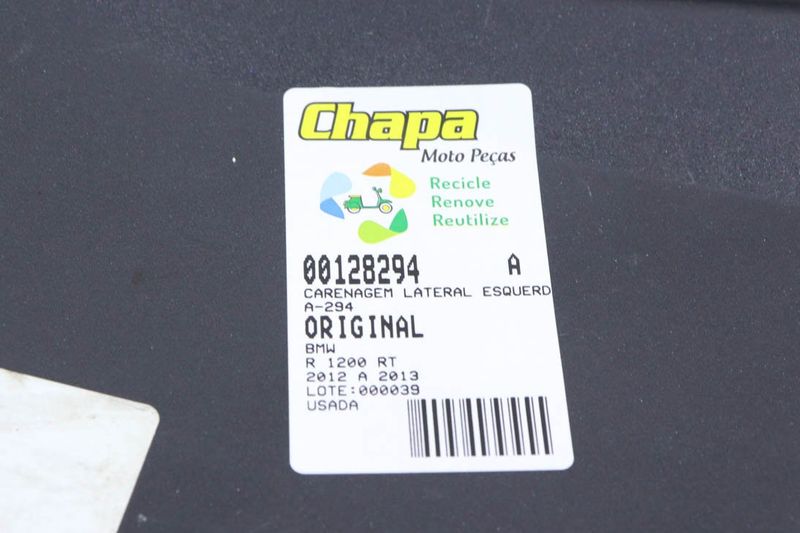 Chapa
Moto Peças
Recicle
Renove
Reutilize
00128294 A
CARENAGEM LATERAL ESQUERD
A-294
ORIGINAL
BMW
R 1200 RT
2012 A 2013
LOTE:000039
USADA